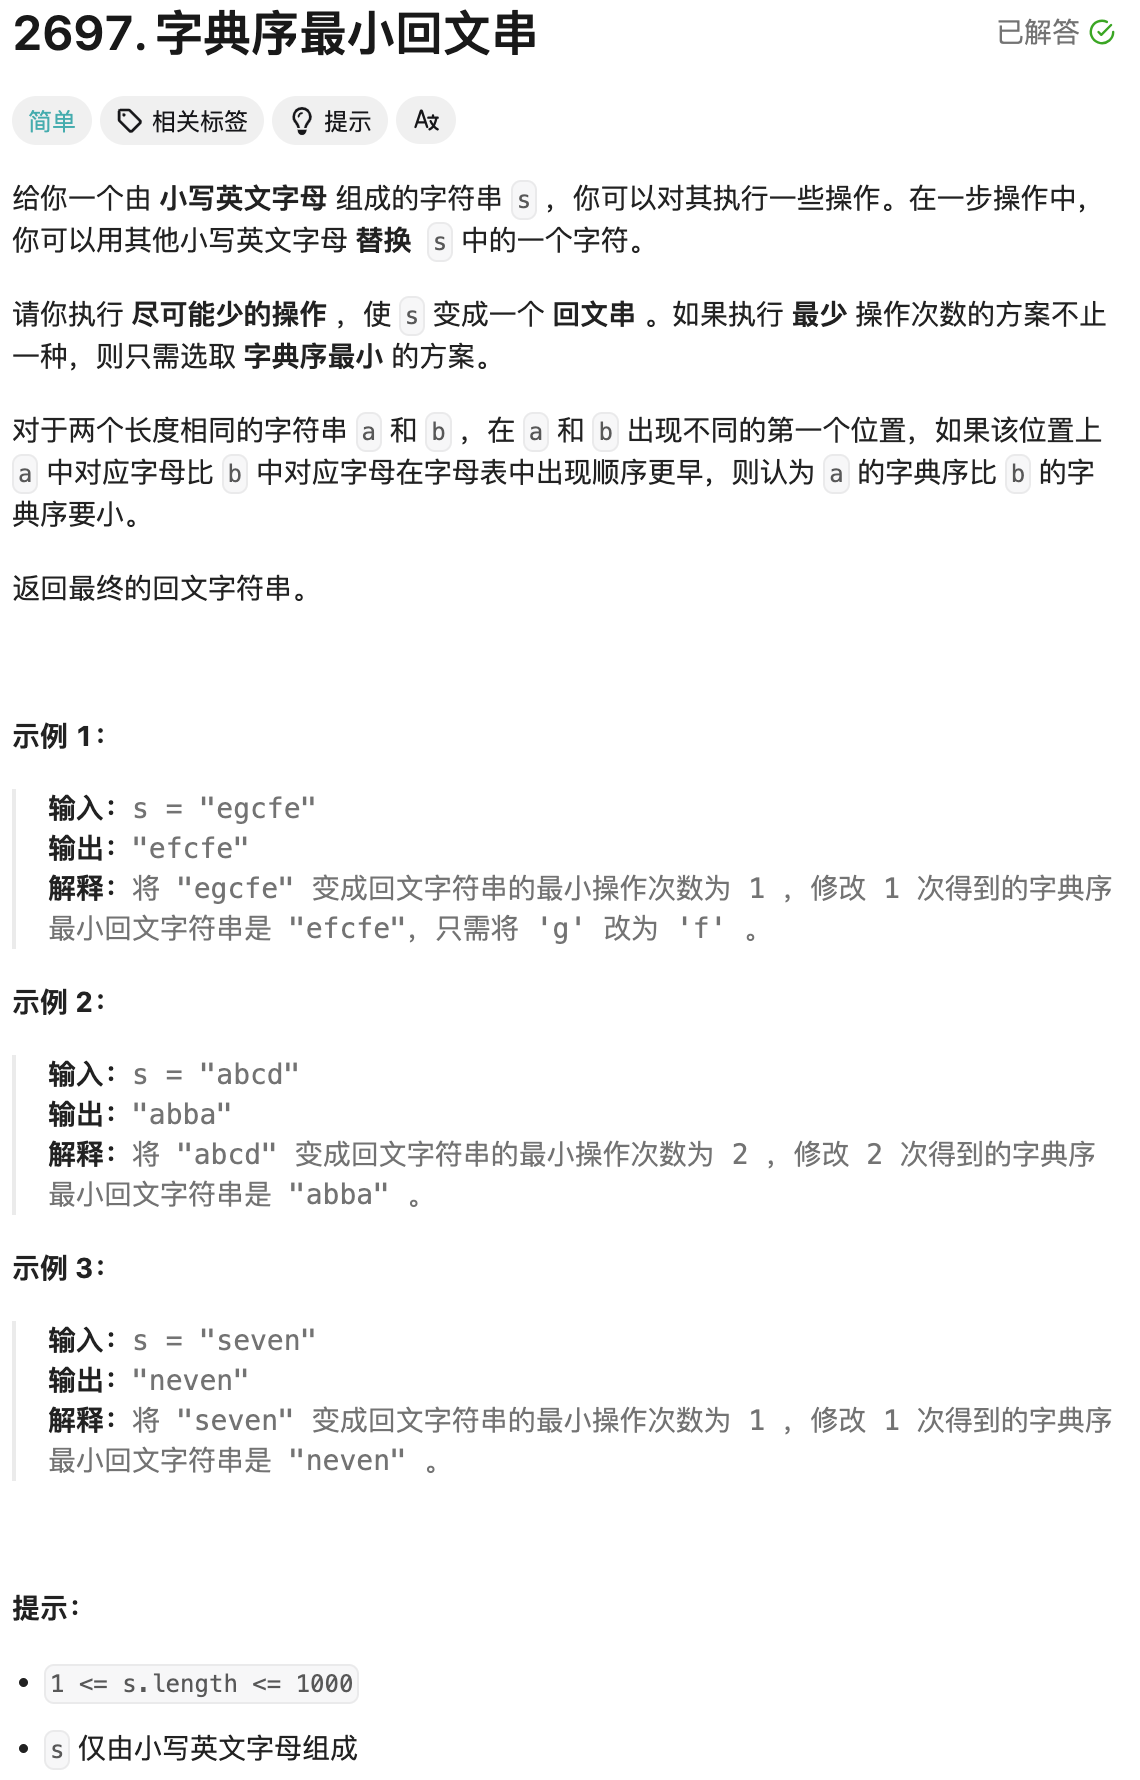 2697. 字典序最小回文串
已解答
简单 相关标签 提示
给你一个由 小写英文字母 组成的字符串 s ，你可以对其执行一些操作。在一步操作中，
你可以用其他小写英文字母 替换 s 中的一个字符。
请你执行 尽可能少的操作 ，使 s 变成一个 回文串 。如果执行 最少 操作次数的方案不止
一种，则只需选取 字典序最小 的方案。
对于两个长度相同的字符串 a 和 b ，在 a 和 b 出现不同的第一个位置，如果该位置上
a 中对应字母比 b 中对应字母在字母表中出现顺序更早，则认为 a 的字典序比 b 的字
典序要小。
返回最终的回文字符串。
示例 1：
输入：s = "egcfe"
输出："efcfe"
解释：将 "egcfe" 变成回文字符串的最小操作次数为 1 ，修改 1 次得到的字典序
最小回文字符串是 "efcfe"，只需将 'g' 改为 'f' 。
示例 2：
输入：s = "abcd"
输出："abba"
解释：将 "abcd" 变成回文字符串的最小操作次数为 2 ，修改 2 次得到的字典序
最小回文字符串是 "abba" 。
示例 3：
输入：s = "seven"
输出："neven"
解释：将 "seven" 变成回文字符串的最小操作次数为 1 ，修改 1 次得到的字典序
最小回文字符串是 "neven" 。
提示：
• 1 <= s.length <= 1000
• s 仅由小写英文字母组成